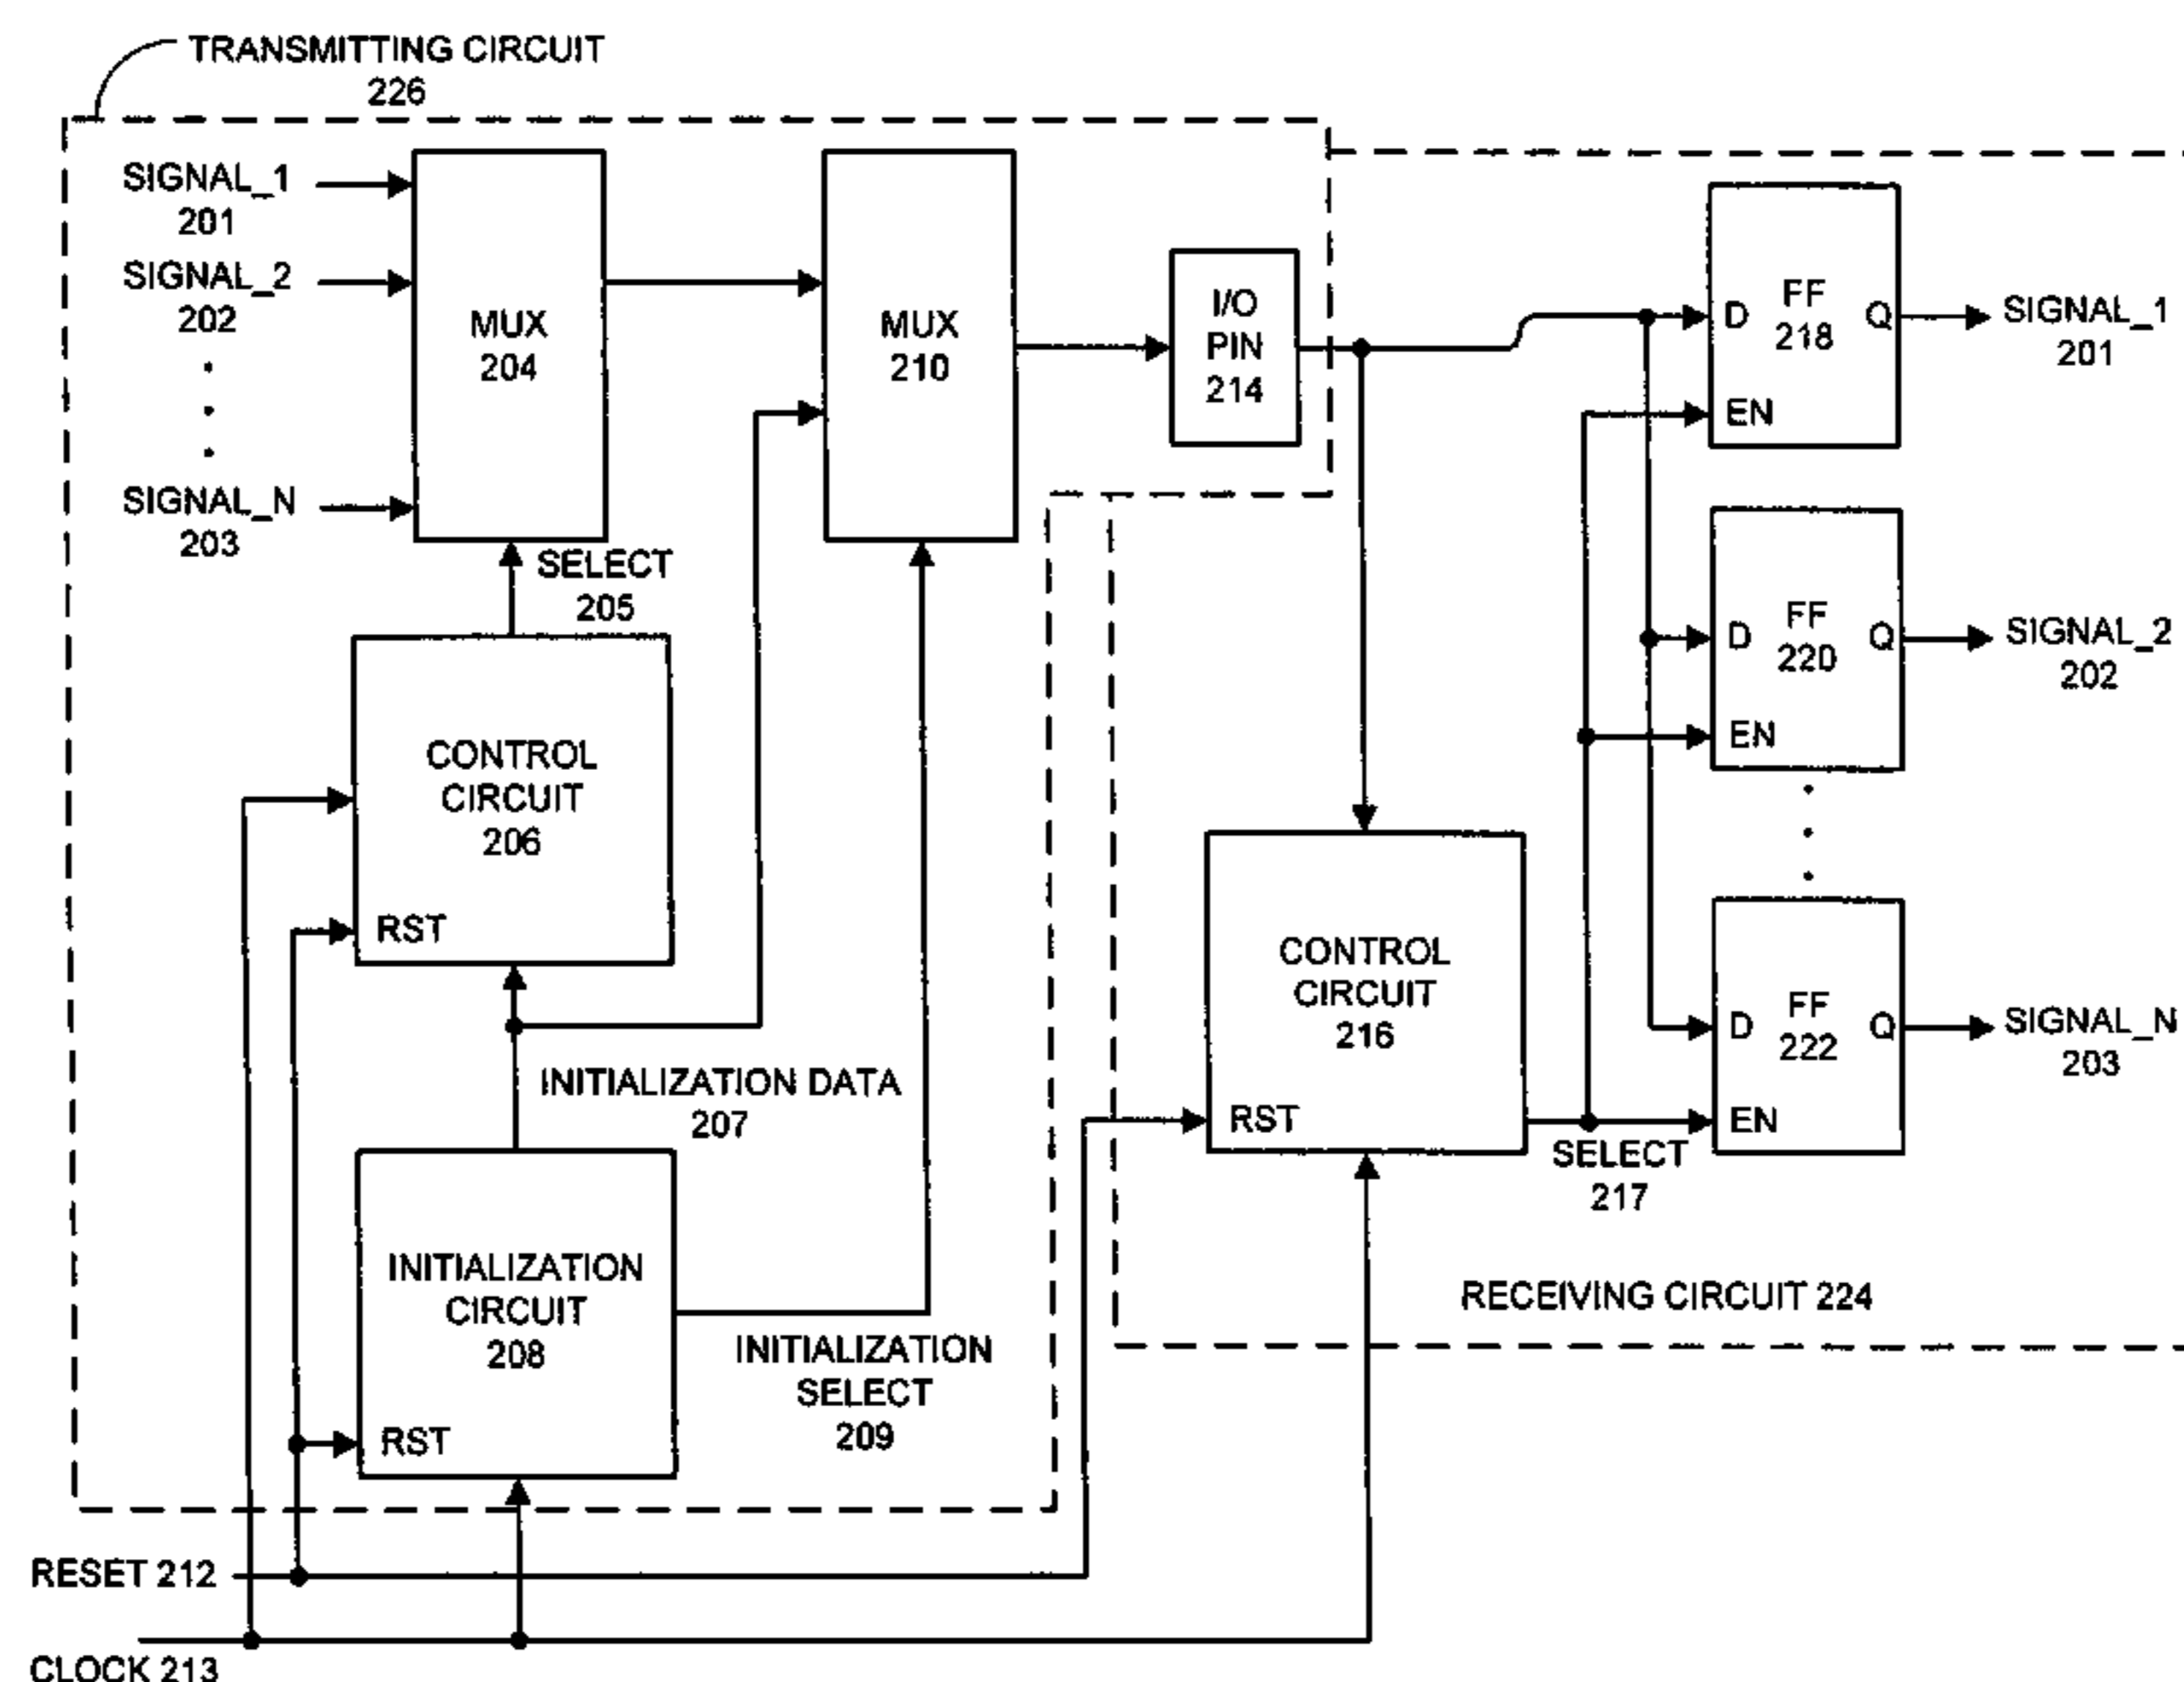 TRANSMITTING CIRCUIT
226
SIGNAL_1
201
SIGNAL_2
202
SIGNAL_N
203
MUX
204
SELECT
205
MUX
210
I/O
PIN
214
CONTROL
CIRCUIT
206
RST
INITIALIZATION DATA
207
INITIALIZATION
CIRCUIT
208
RST
INITIALIZATION
SELECT
209
RESET 212
CLOCK 213
CONTROL
CIRCUIT
216
RST
SELECT
217
D
FF
218
Q
EN
SIGNAL_1
201
D
FF
220
Q
EN
SIGNAL_2
202
D
FF
222
Q
EN
SIGNAL_N
203
RECEIVING CIRCUIT 224